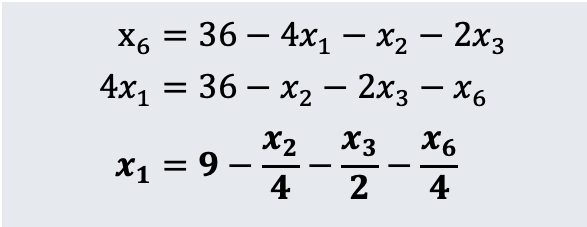 x₆ = 36 − 4x₁ − x₂ − 2x₃
4x₁ = 36 − x₂ − 2x₃ − x₆
x₁ = 9 − x₂/4 − x₃/2 − x₆/4